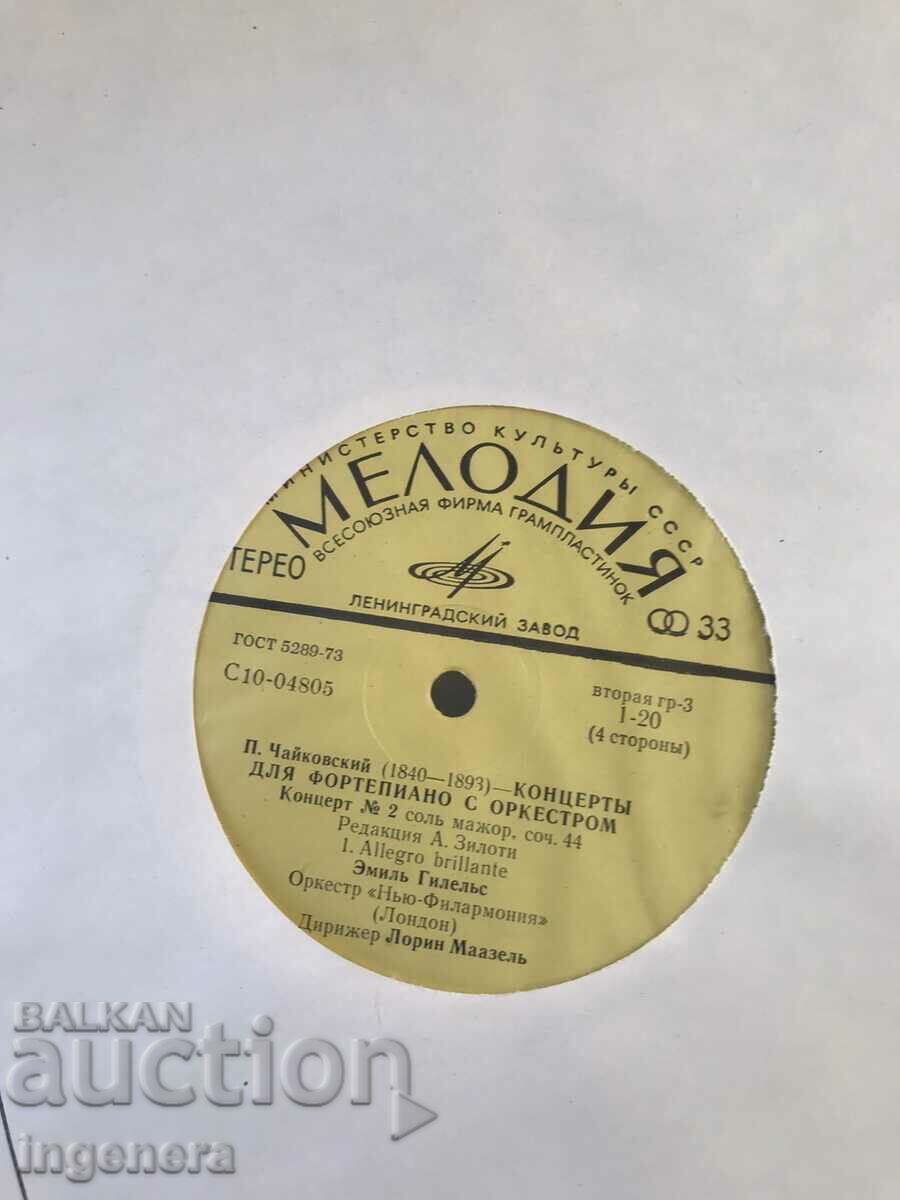 МИНИСТЕРСТВО КУЛЬТУРЫ СССР
МЕЛОДИЯ
ВСЕСОЮЗНАЯ ФИРМА ГРАМПЛАСТИНОК
ТЕРЕО
ЛЕНИНГРАДСКИЙ ЗАВОД
33
ГОСТ 5289-73
С10-04805
вторая гр-3
1-20
(4 стороны)
П. Чайковский (1840—1893)—КОНЦЕРТЫ
ДЛЯ ФОРТЕПИАНО С ОРКЕСТРОМ
Концерт № 2 соль мажор, соч. 44
Редакция А. Зилоти
1. Allegro brillante
Эмиль Гилельс
Оркестр «Нью-Филармония»
(Лондон)
Дирижер Лорин Маазель
BALKAN
auction
ingenera